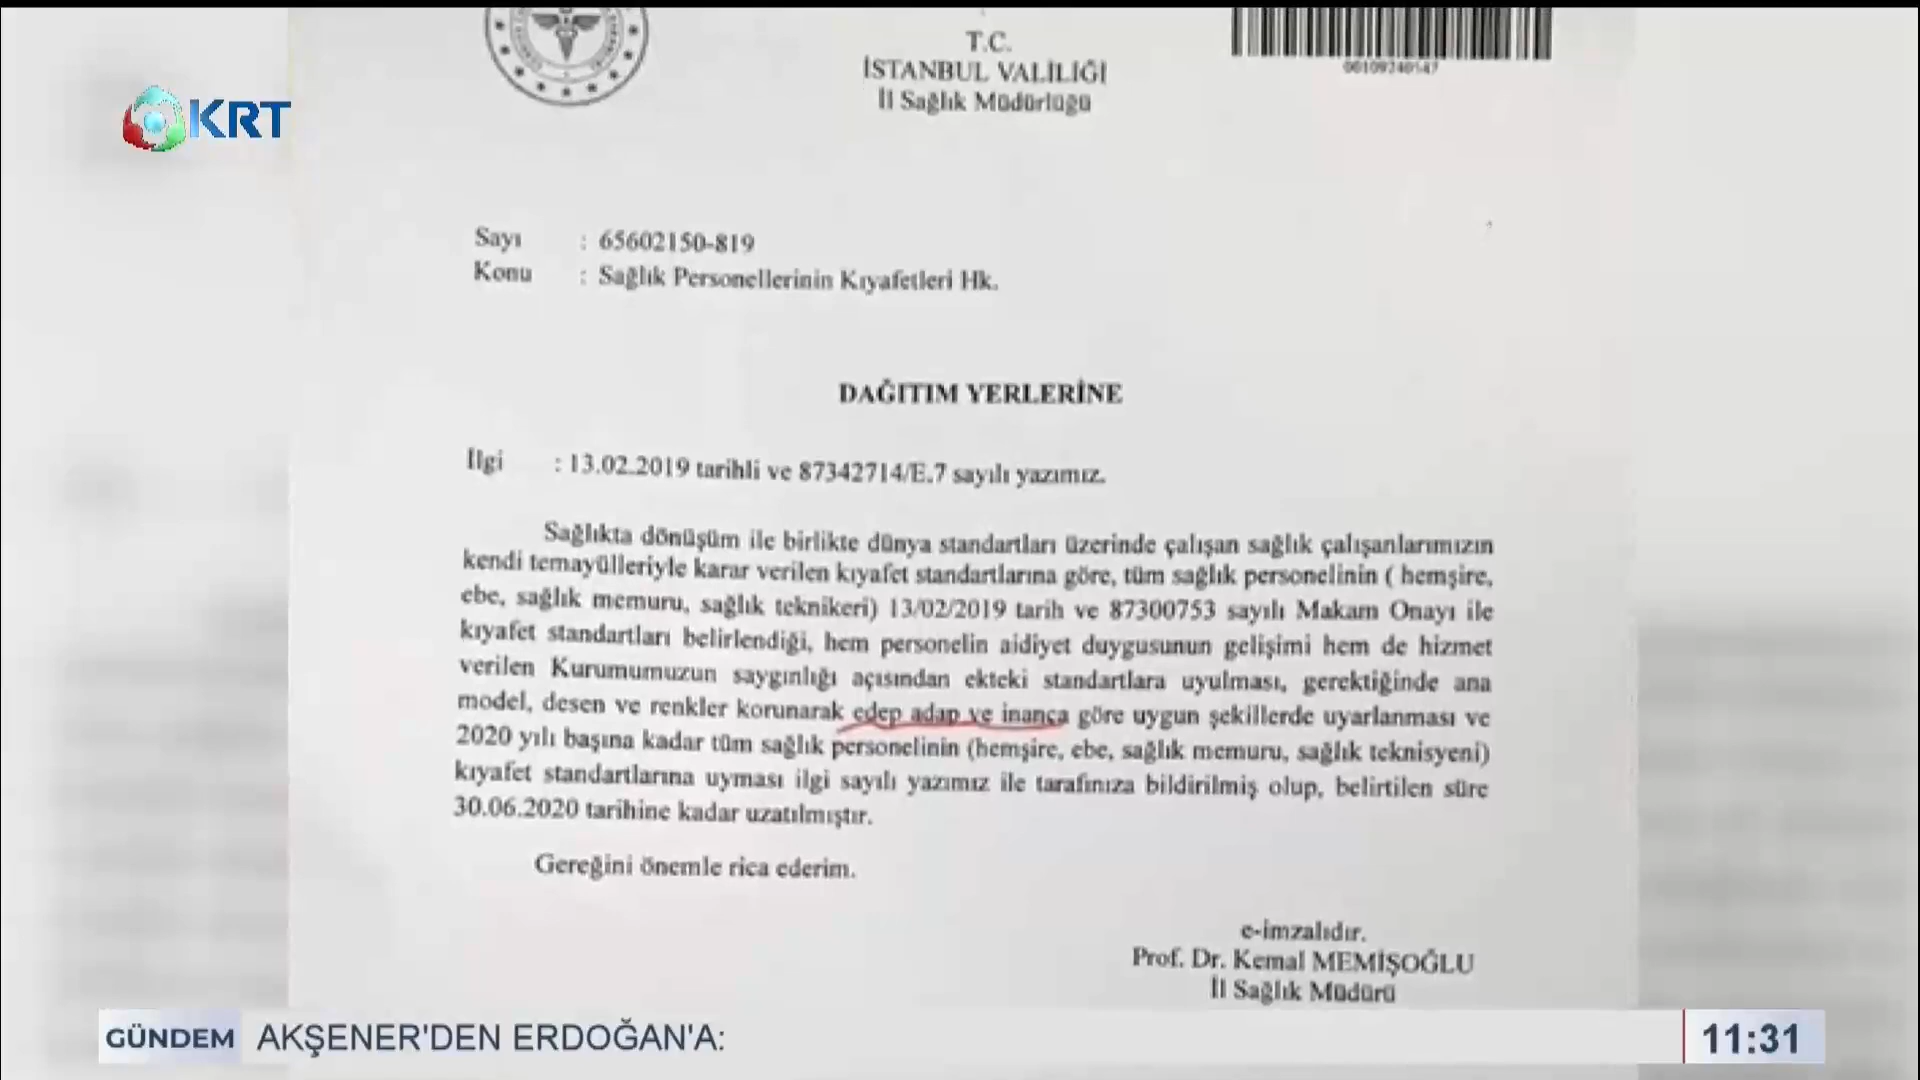 T.C.
İSTANBUL VALİLİĞİ
İl Sağlık Müdürlüğü
00109240547
KRT
Sayı : 65602150-819
Konu : Sağlık Personellerinin Kıyafetleri Hk.
DAĞITIM YERLERİNE
İlgi : 13.02.2019 tarihli ve 87342714/E.7 sayılı yazımız.
Sağlıkta dönüşüm ile birlikte dünya standartları üzerinde çalışan sağlık çalışanlarımızın
kendi temayülleriyle karar verilen kıyafet standartlarına göre, tüm sağlık personelinin ( hemşire,
ebe, sağlık memuru, sağlık teknikeri) 13/02/2019 tarih ve 87300753 sayılı Makam Onayı ile
kıyafet standartları belirlendiği, hem personelin aidiyet duygusunun gelişimi hem de hizmet
verilen Kurumumuzun saygınlığı açısından ekteki standartlara uyulması, gerektiğinde ana
model, desen ve renkler korunarak edep adap ve inanca göre uygun şekillerde uyarlanması ve
2020 yılı başına kadar tüm sağlık personelinin (hemşire, ebe, sağlık memuru, sağlık teknisyeni)
kıyafet standartlarına uyması ilgi sayılı yazımız ile tarafınıza bildirilmiş olup, belirtilen süre
30.06.2020 tarihine kadar uzatılmıştır.
Gereğini önemle rica ederim.
e-imzalıdır.
Prof. Dr. Kemal MEMİŞOĞLU
İl Sağlık Müdürü
GÜNDEM AKŞENER'DEN ERDOĞAN'A: 11:31